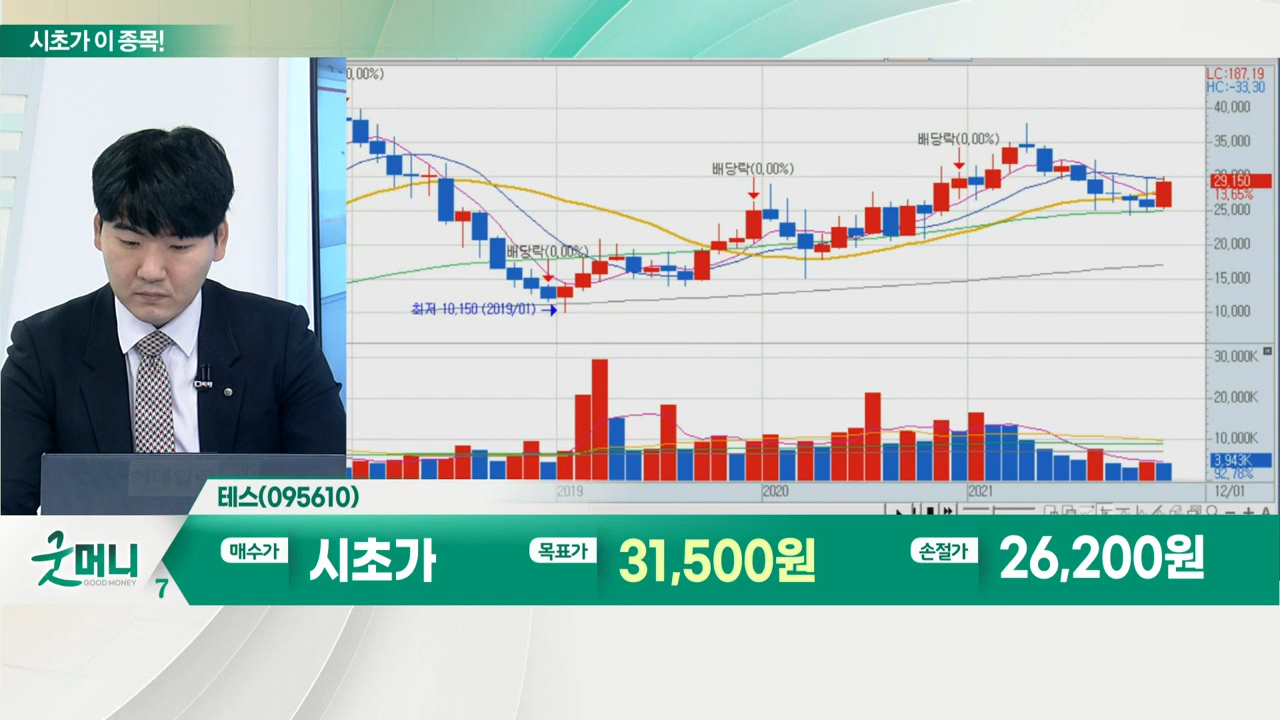 시초가 이 종목!
0,00%)
LC:187,19
HC:-33,30
40,000
35,000
배당락(0,00%)
배당락(0,00%)
29,150
13,65%
25,000
20,000
배당락(0,00%)
15,000
최저 10,150 (2019/01)
10,000
30,000K
20,000K
10,000K
3,943K
92,78%
2019
2020
2021
12/01
테스(095610)
굿머니
GOOD MONEY
7
매수가
시초가
목표가
31,500원
손절가
26,200원